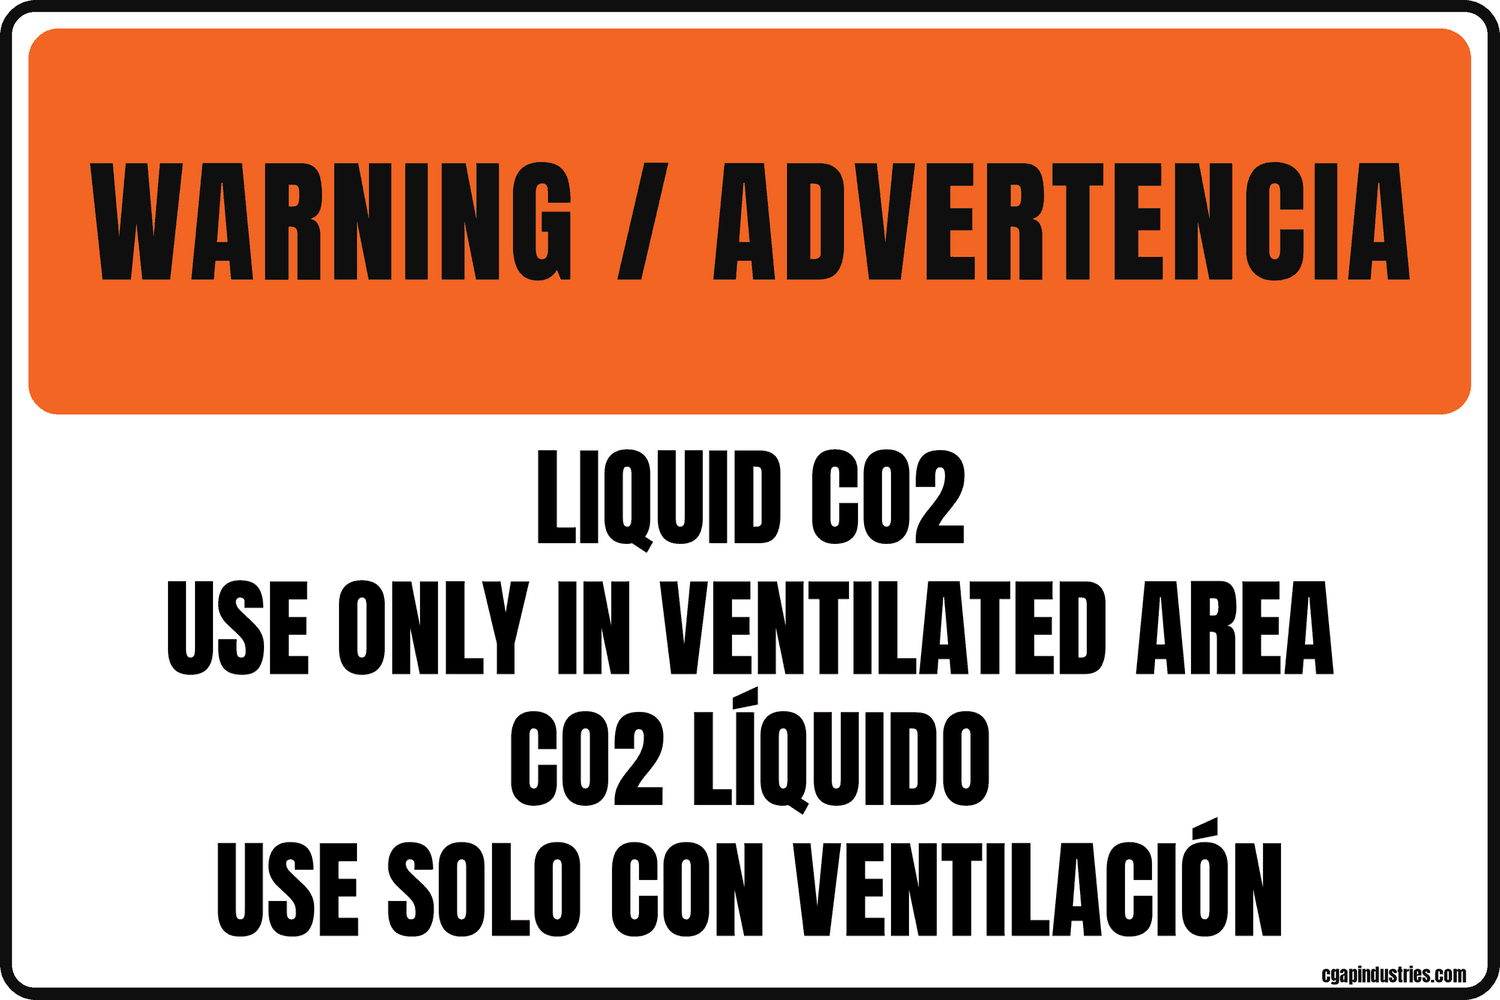 WARNING / ADVERTENCIA
LIQUID CO2
USE ONLY IN VENTILATED AREA
CO2 LÍQUIDO
USE SOLO CON VENTILACIÓN
cgapindustries.com